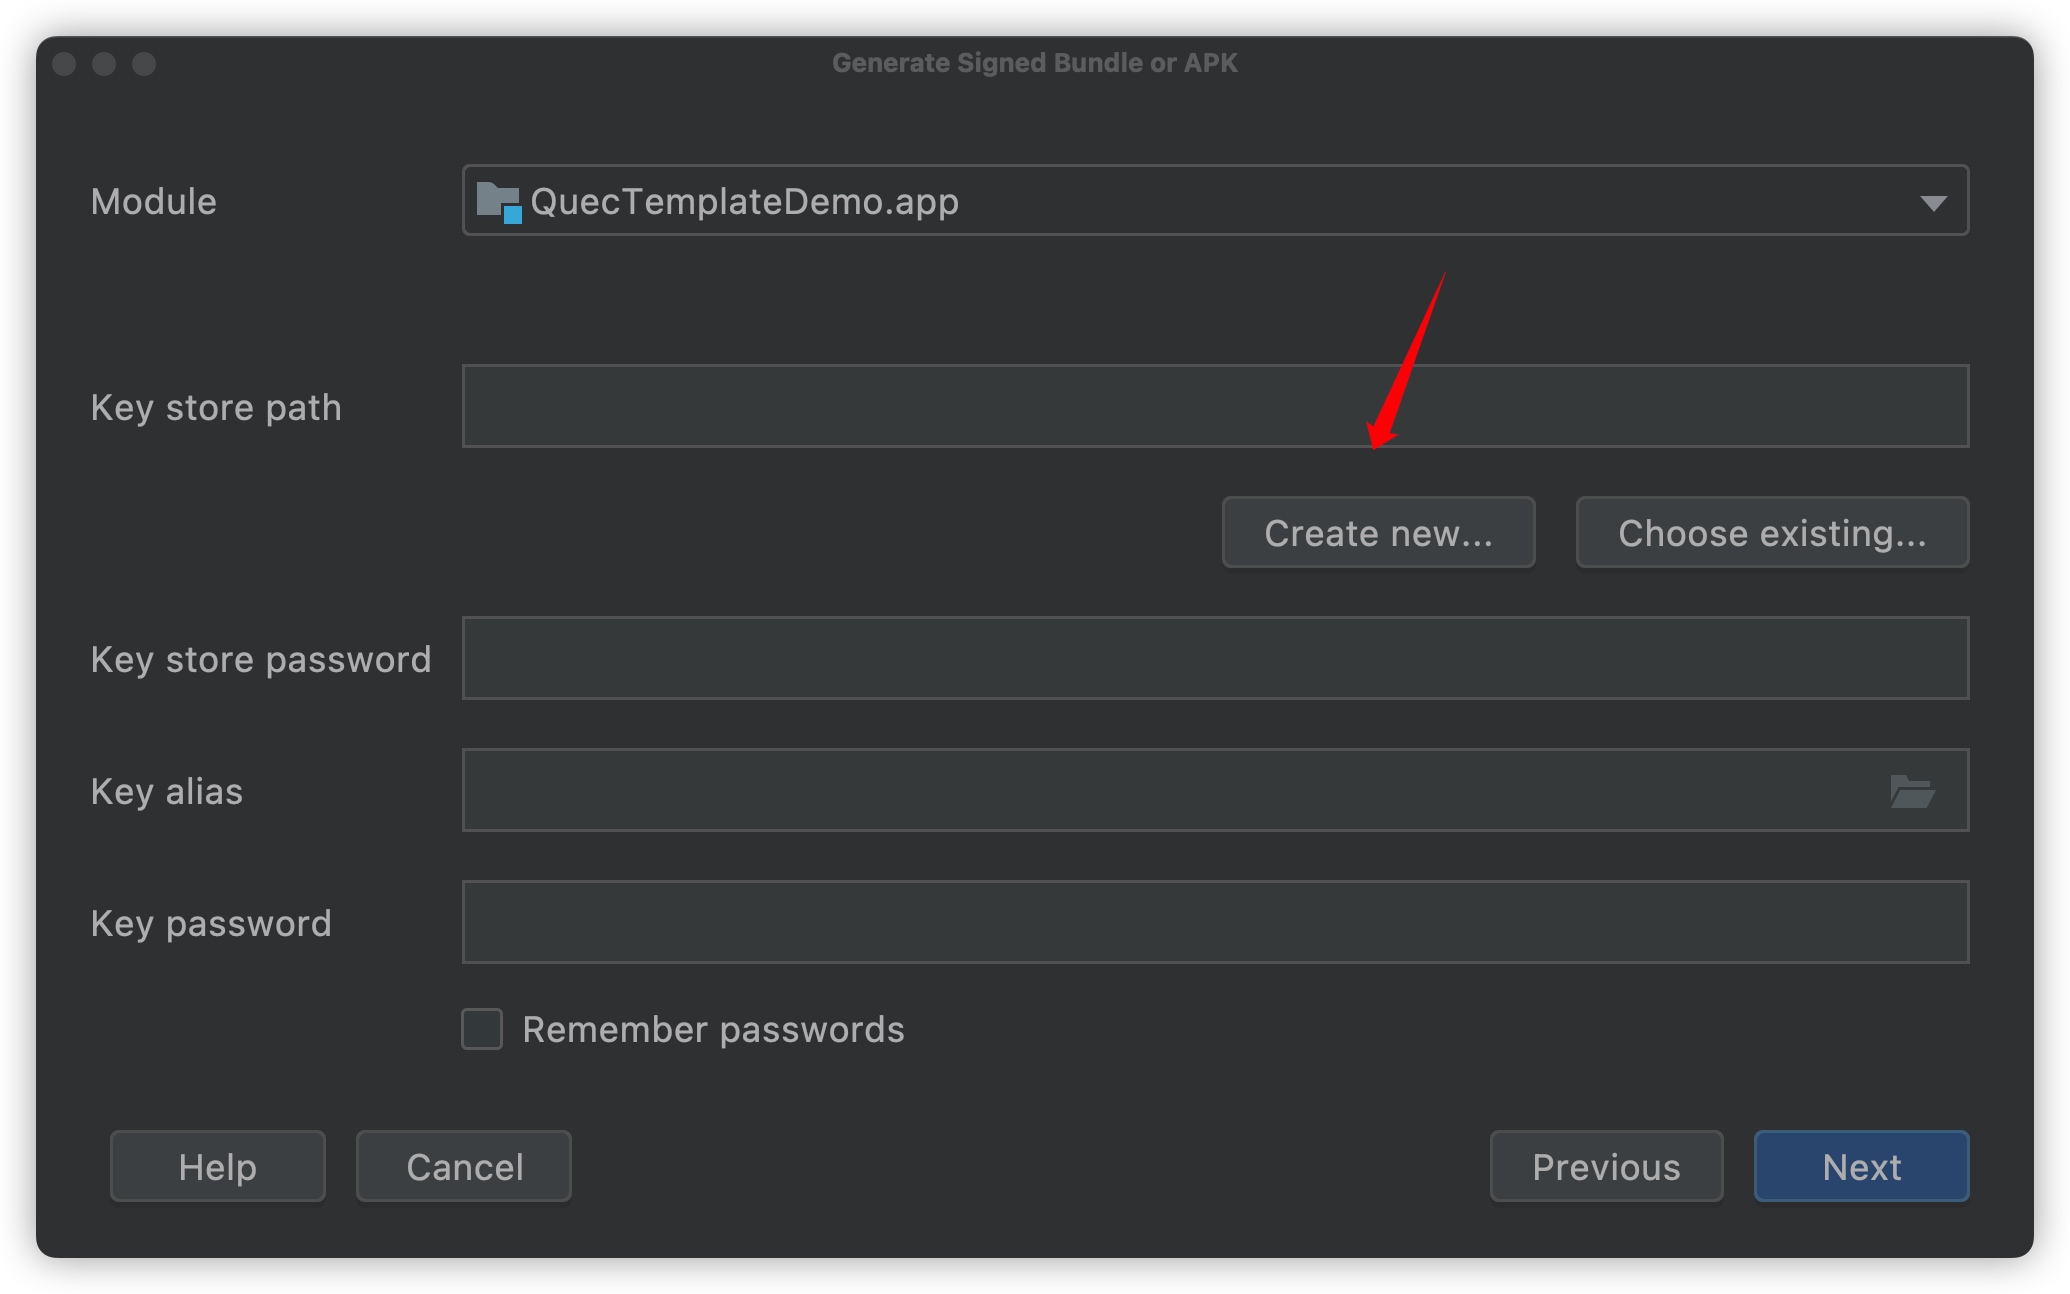 Generate Signed Bundle or APK
Module
QuecTemplateDemo.app
Key store path
Create new...
Choose existing...
Key store password
Key alias
Key password
Remember passwords
Help
Cancel
Previous
Next